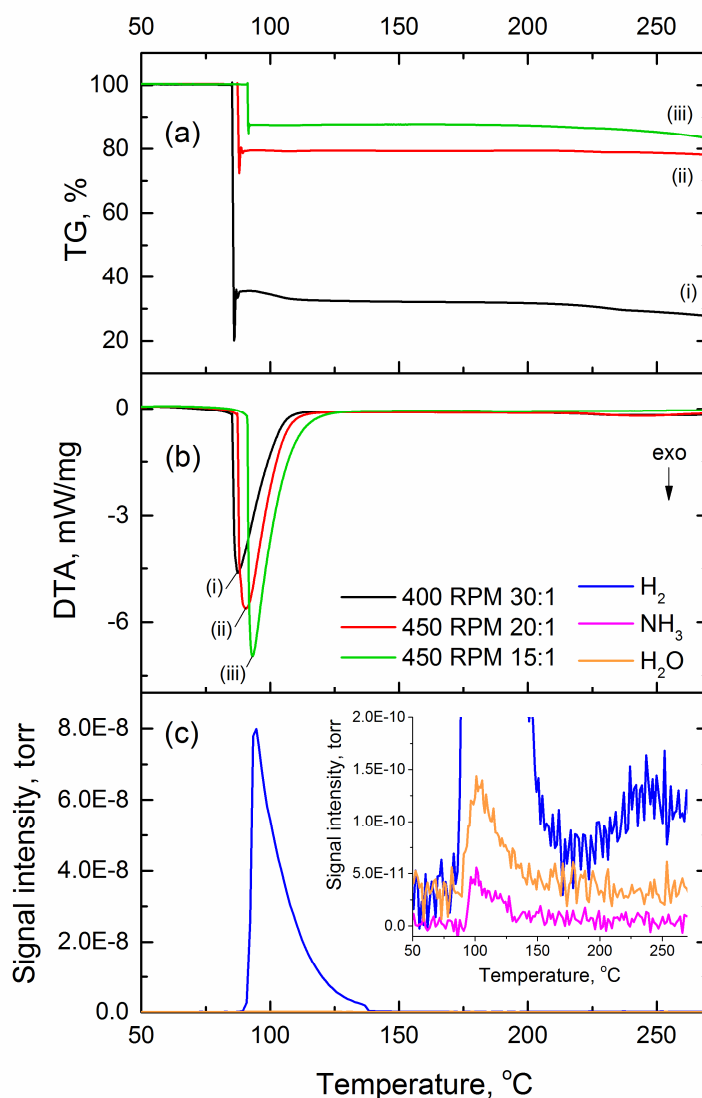 50 100 150 200 250
100
80
60
40
20
TG, %
(a)
(iii)
(ii)
(i)
0
-3
-6
DTA, mW/mg
(b)
exo
(i)
(ii)
(iii)
400 RPM 30:1
450 RPM 20:1
450 RPM 15:1
H₂
NH₃
H₂O
8.0E-8
6.0E-8
4.0E-8
2.0E-8
0.0
Signal intensity, torr
(c)
2.0E-10
1.5E-10
1.0E-10
5.0E-11
0.0
Signal intensity, torr
50 100 150 200 250
Temperature, °C
50 100 150 200 250
Temperature, °C